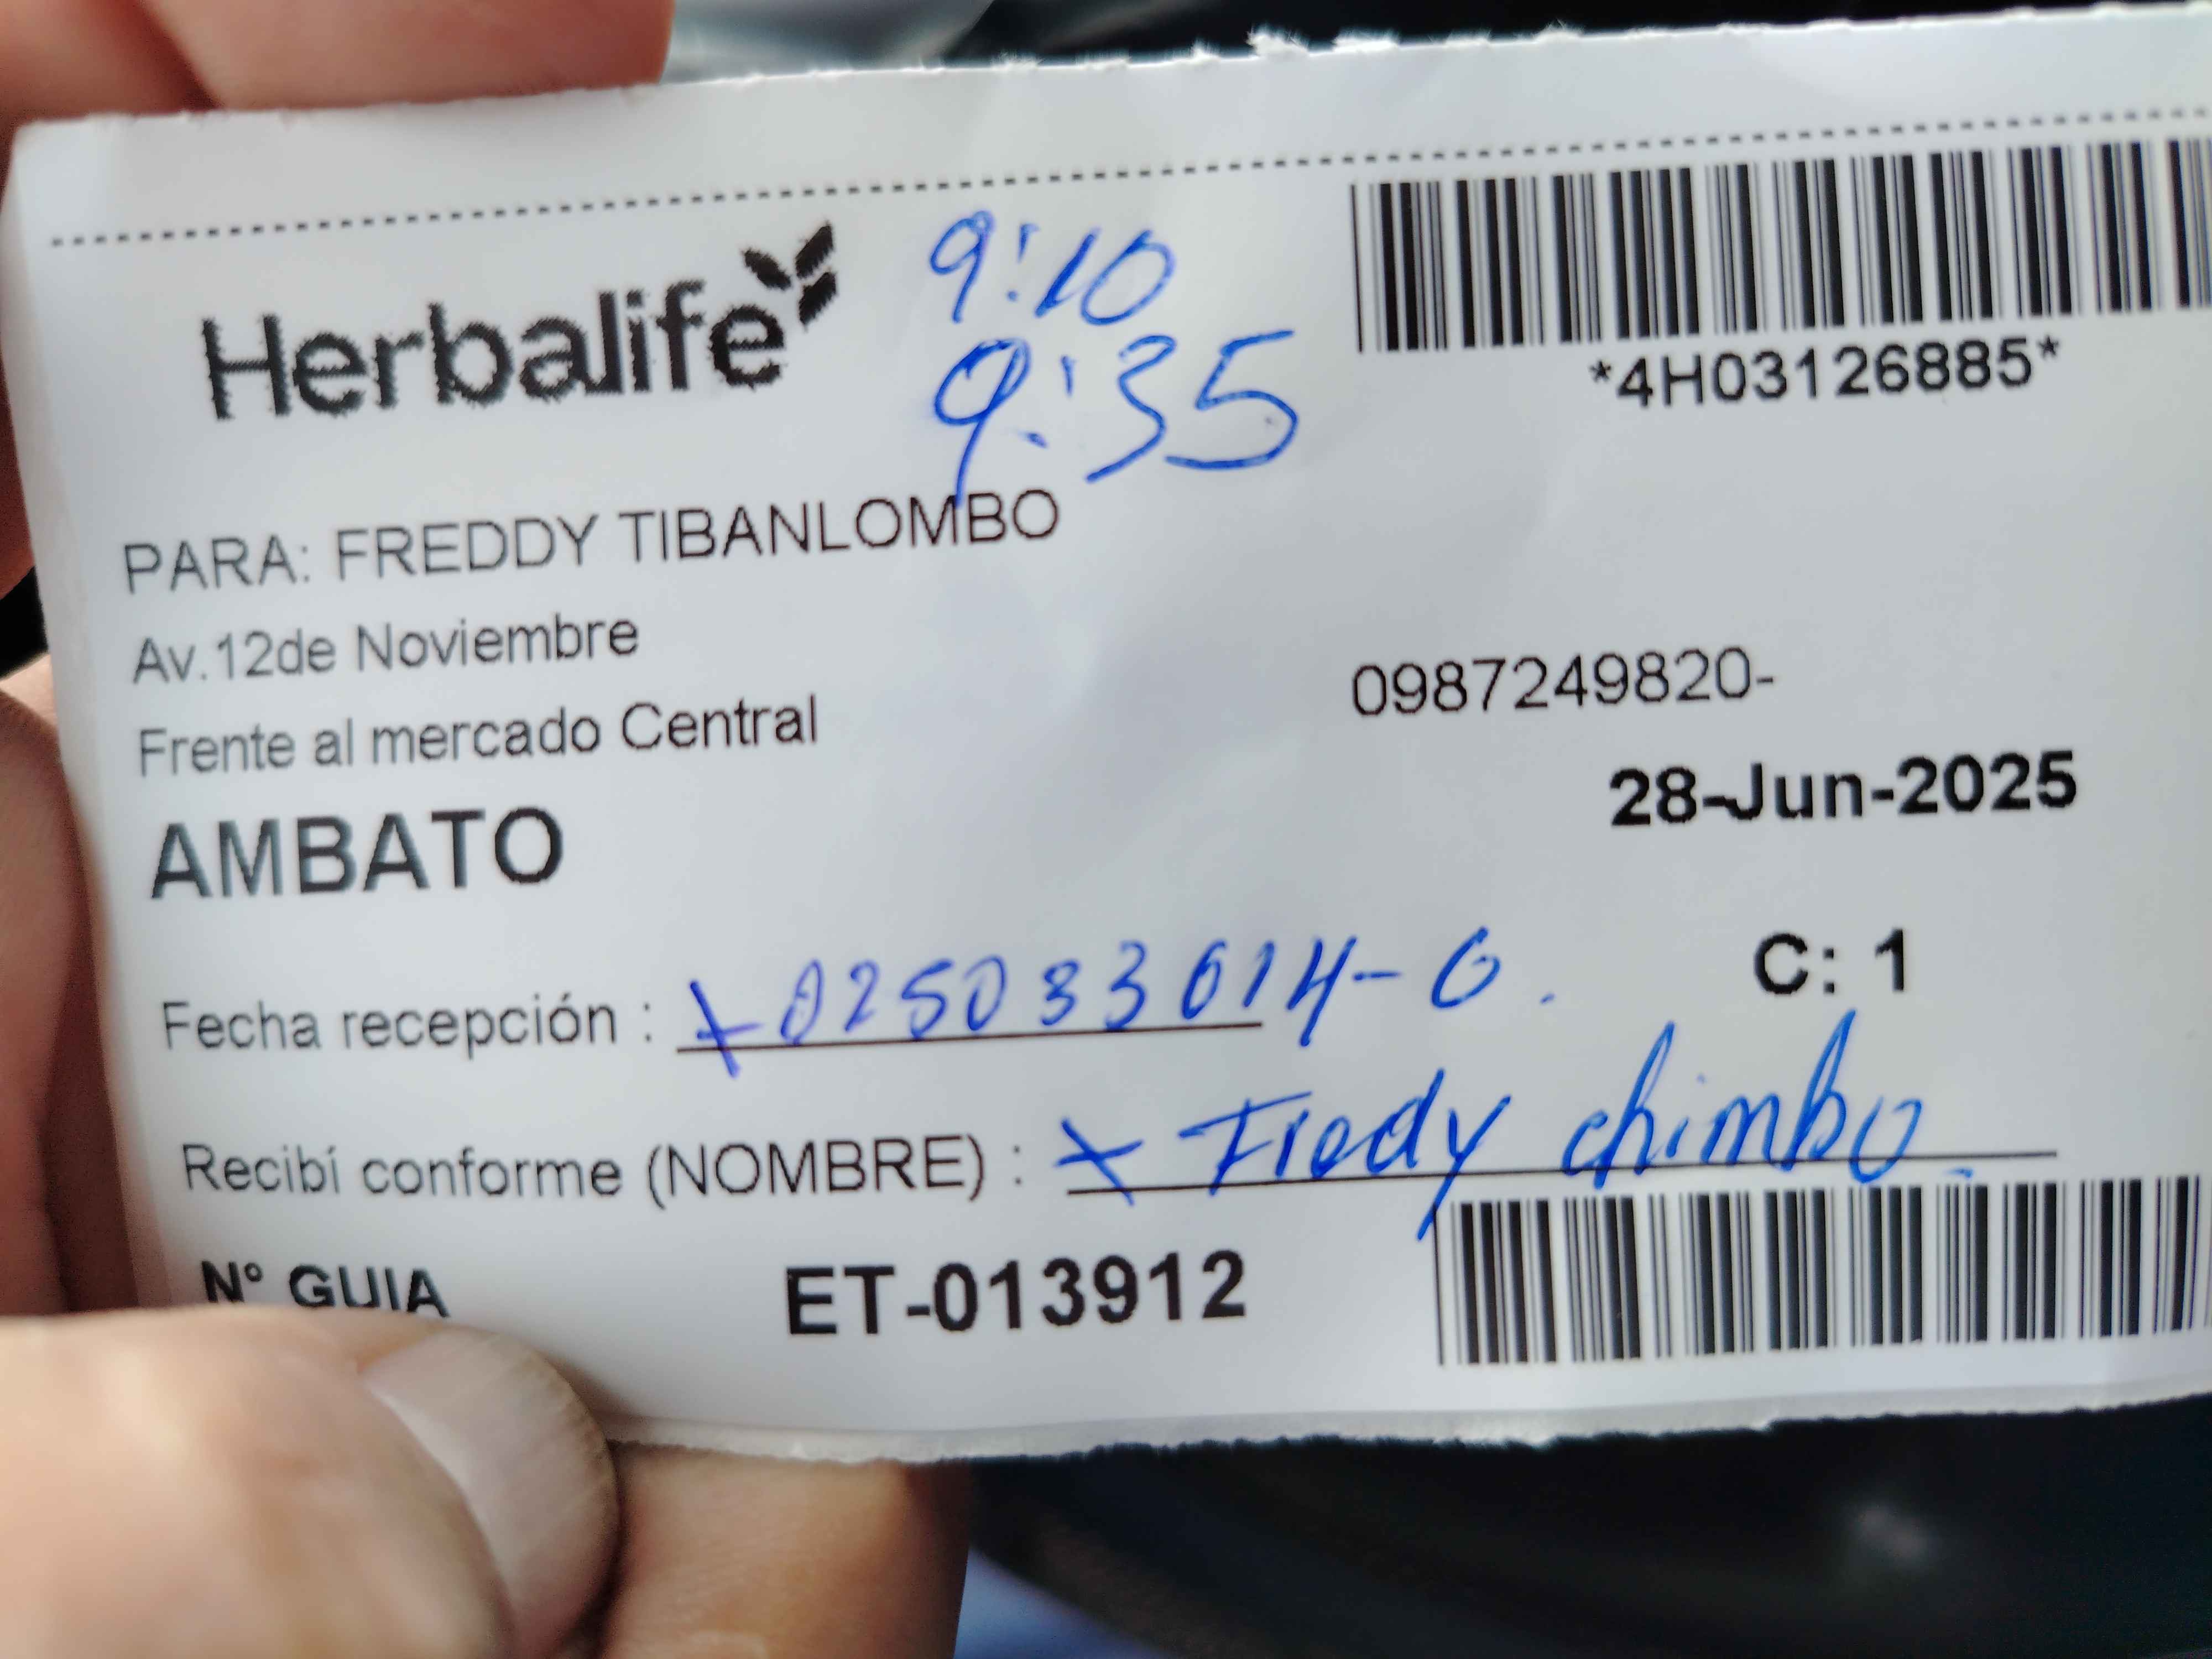 Herbalife
9:10
9:35
*4H03126885*
PARA: FREDDY TIBANLOMBO
Av.12de Noviembre
0987249820-
Frente al mercado Central
28-Jun-2025
AMBATO
C: 1
Fecha recepción : x 025033614-0.
Recibí conforme (NOMBRE) : x Fredy chimbo.
N° GUIA ET-013912